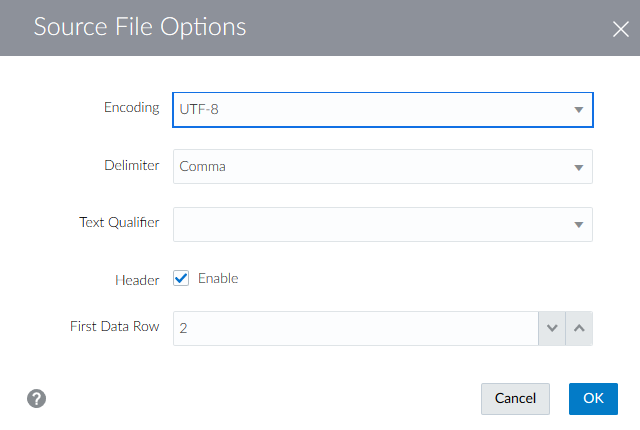 Source File Options
Encoding UTF-8
Delimiter Comma
Text Qualifier
Header Enable
First Data Row 2
? Cancel OK